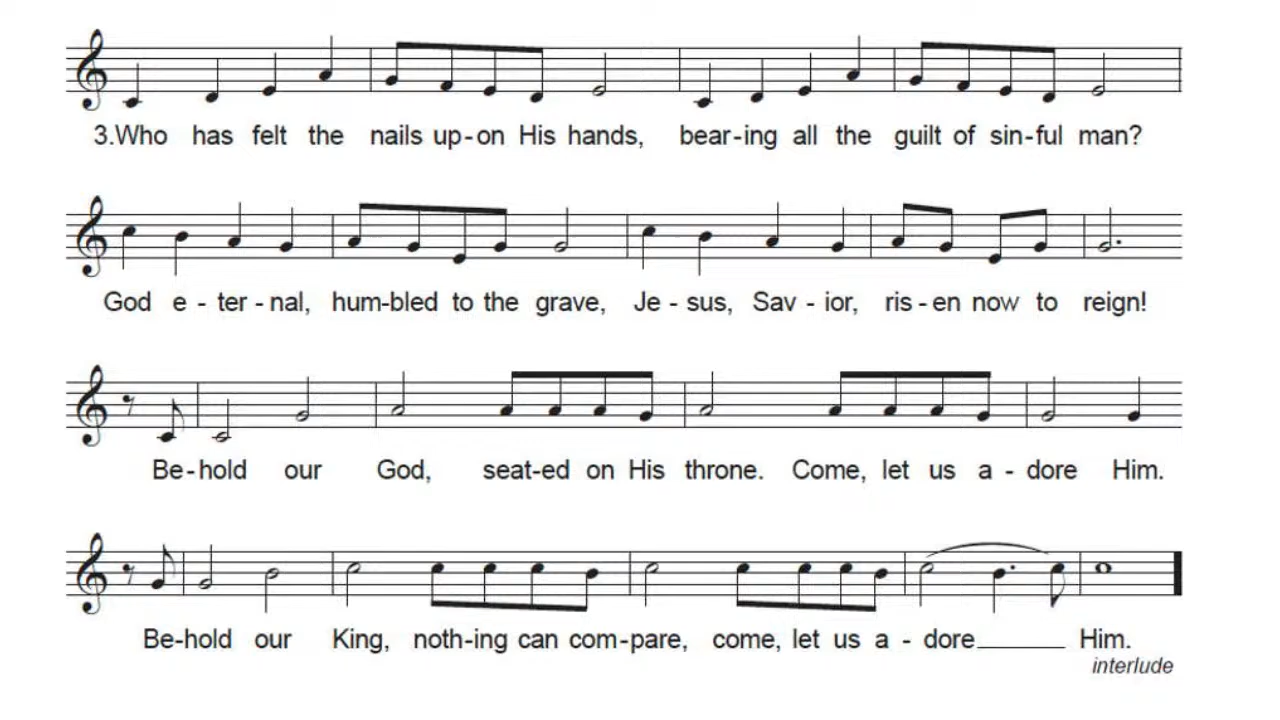 3.Who has felt the nails up-on His hands, bear-ing all the guilt of sin-ful man?
God e - ter - nal, hum-bled to the grave, Je - sus, Sav - ior, ris - en now to reign!
Be - hold our God, seat-ed on His throne. Come, let us a - dore Him.
Be-hold our King, noth-ing can com-pare, come, let us a - dore______ Him.
interlude